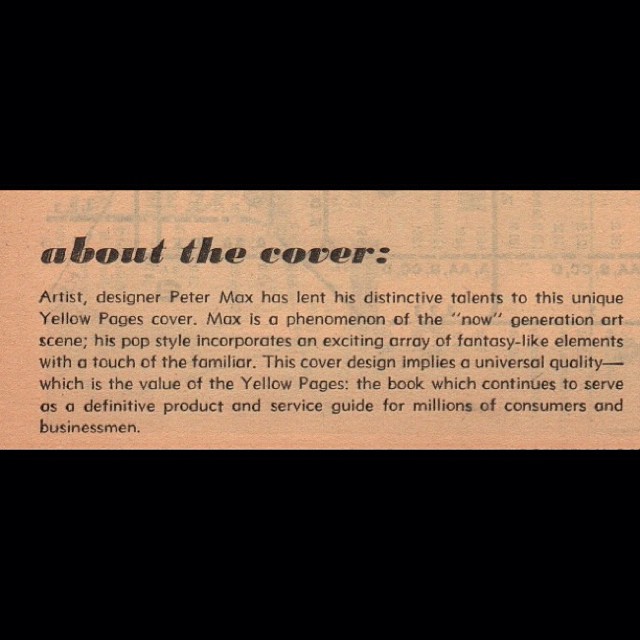 about the cover:
Artist, designer Peter Max has lent his distinctive talents to this unique
Yellow Pages cover. Max is a phenomenon of the "now" generation art
scene; his pop style incorporates an exciting array of fantasy-like elements
with a touch of the familiar. This cover design implies a universal quality—
which is the value of the Yellow Pages: the book which continues to serve
as a definitive product and service guide for millions of consumers and
businessmen.